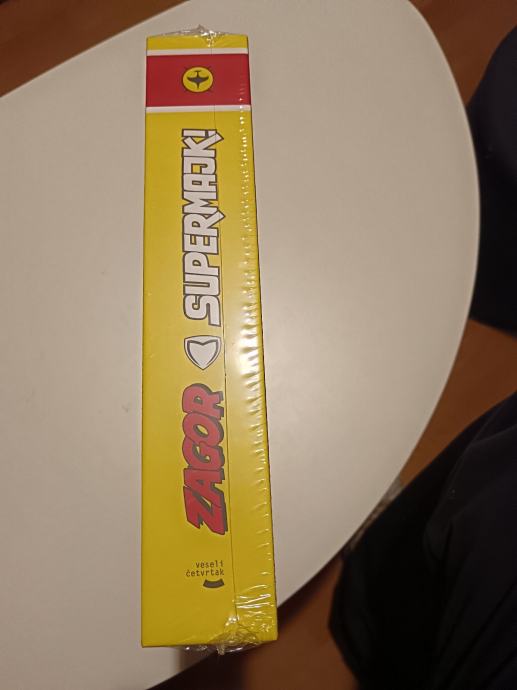 ZAGOR SUPERMAJK!
veseli
četvrtak